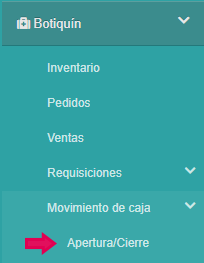 Botiquín
Inventario
Pedidos
Ventas
Requisiciones
Movimiento de caja
Apertura/Cierre